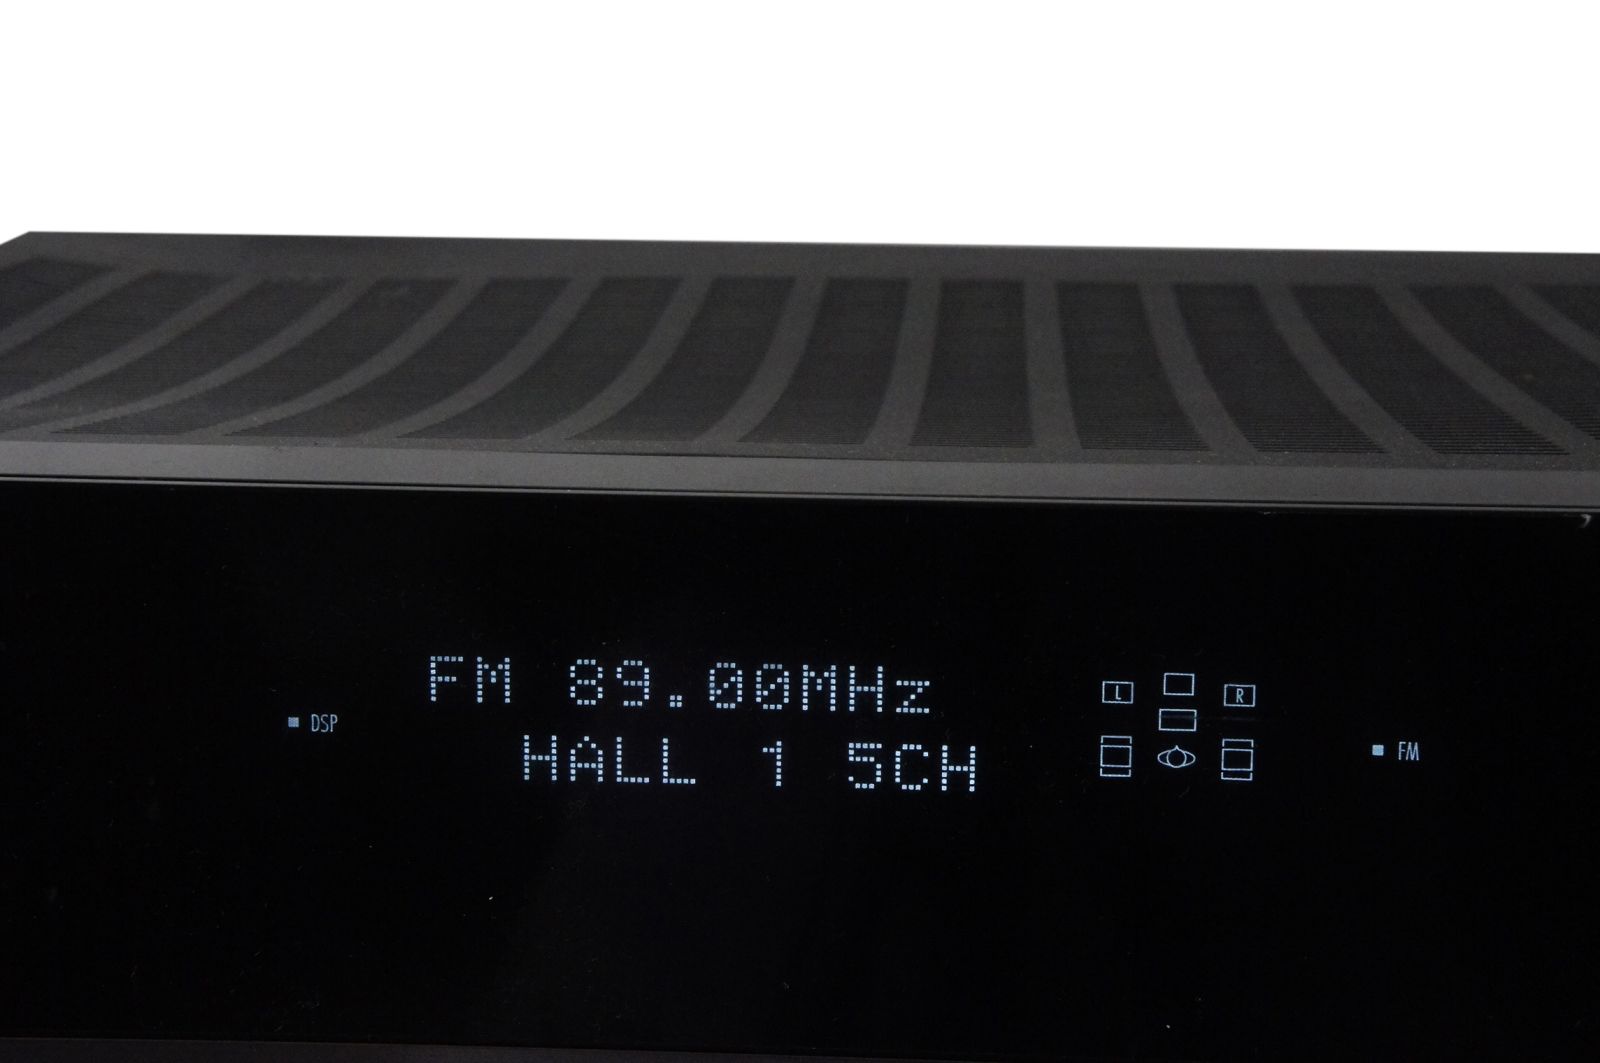 FM 89.00MHz
HALL 1 5CH
DSP
L
R
FM